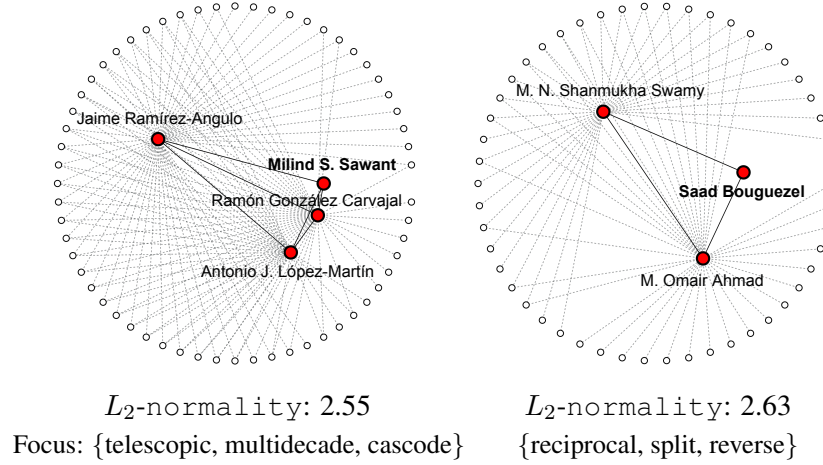 Jaime Ramírez-Angulo
Milind S. Sawant
Ramón González Carvajal
Antonio J. López-Martín
L2-normality: 2.55
Focus: {telescopic, multidecade, cascode}
M. N. Shanmukha Swamy
Saad Bouguezel
M. Omair Ahmad
L2-normality: 2.63
{reciprocal, split, reverse}